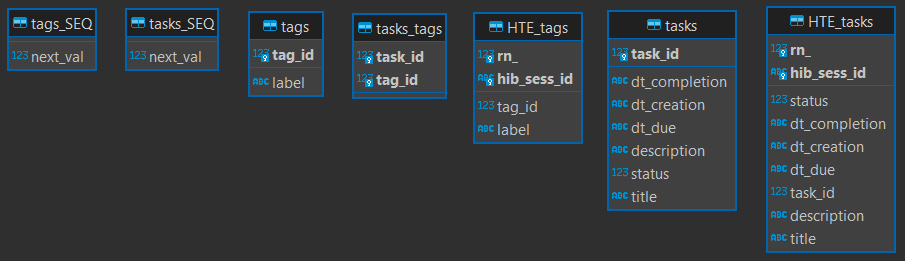 tags_SEQ
123 next_val
tasks_SEQ
123 next_val
tags
123 tag_id
ABC label
tasks_tags
123 task_id
123 tag_id
HTE_tags
123 rn_
ABC hib_sess_id
123 tag_id
ABC label
tasks
123 task_id
ABC dt_completion
ABC dt_creation
ABC dt_due
ABC description
123 status
ABC title
HTE_tasks
123 rn_
ABC hib_sess_id
123 status
ABC dt_completion
ABC dt_creation
ABC dt_due
123 task_id
ABC description
ABC title